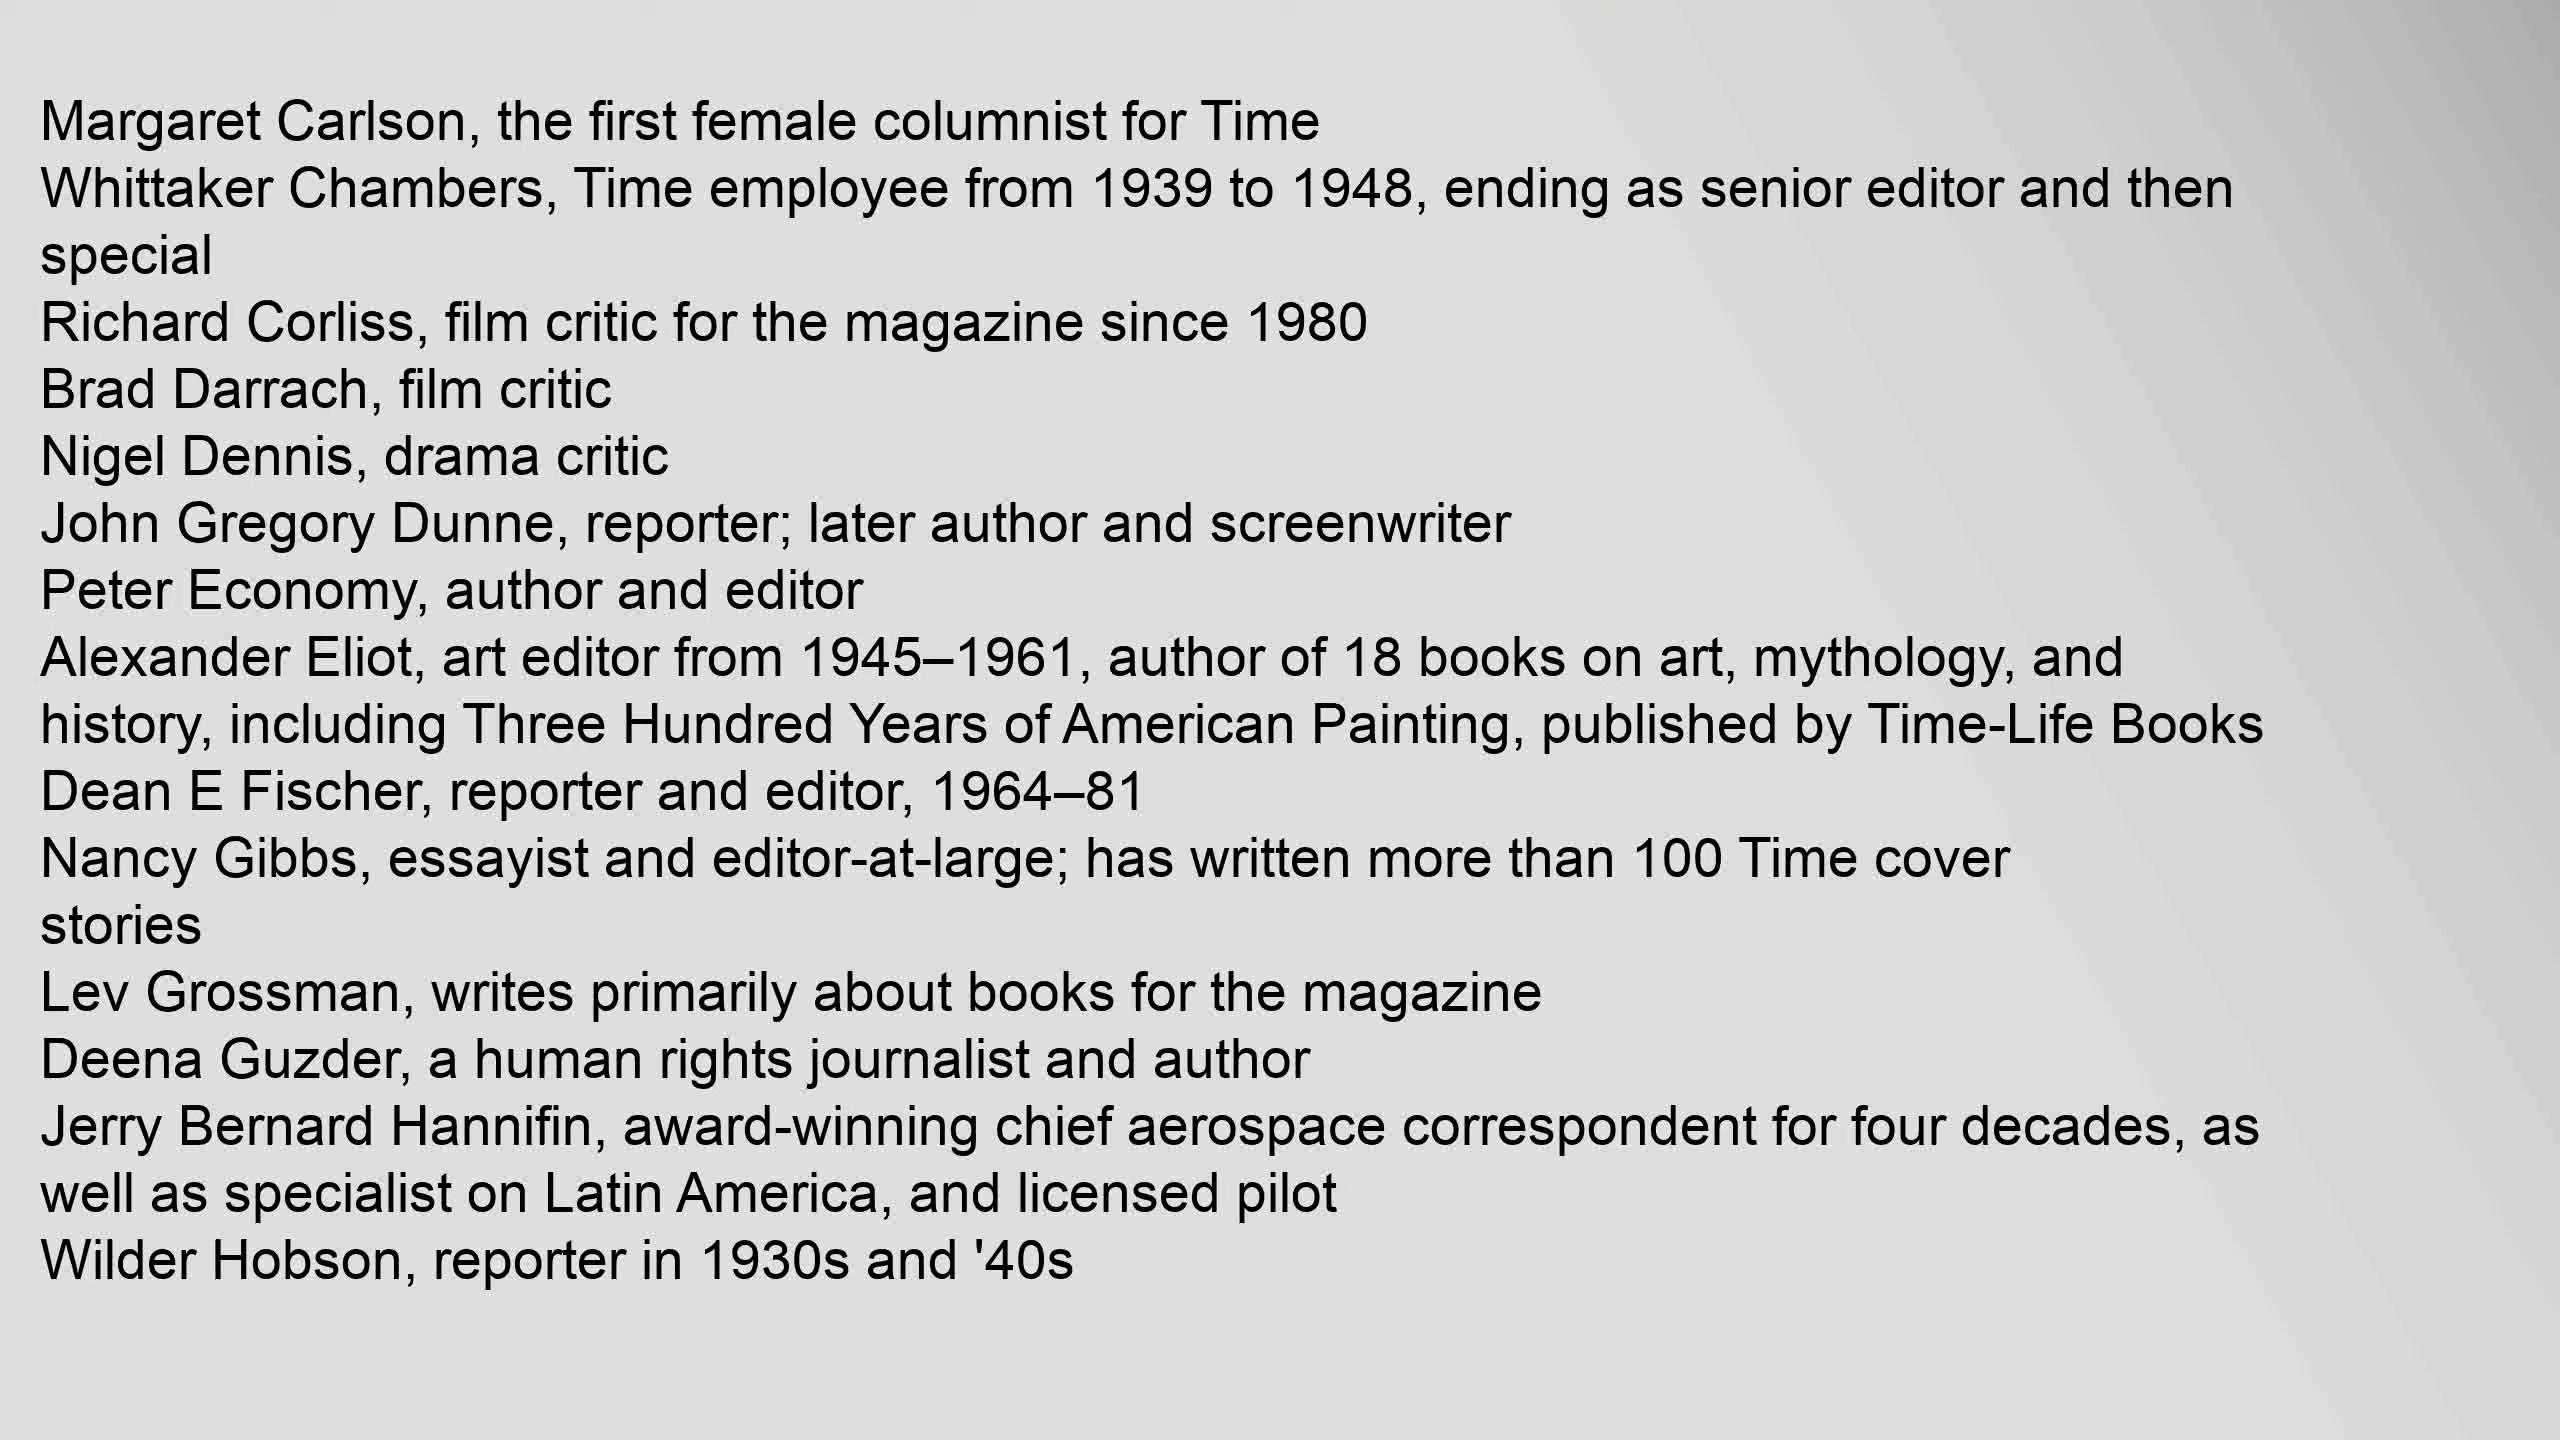 Margaret Carlson, the first female columnist for Time
Whittaker Chambers, Time employee from 1939 to 1948, ending as senior editor and then
special
Richard Corliss, film critic for the magazine since 1980
Brad Darrach, film critic
Nigel Dennis, drama critic
John Gregory Dunne, reporter; later author and screenwriter
Peter Economy, author and editor
Alexander Eliot, art editor from 1945–1961, author of 18 books on art, mythology, and
history, including Three Hundred Years of American Painting, published by Time-Life Books
Dean E Fischer, reporter and editor, 1964–81
Nancy Gibbs, essayist and editor-at-large; has written more than 100 Time cover
stories
Lev Grossman, writes primarily about books for the magazine
Deena Guzder, a human rights journalist and author
Jerry Bernard Hannifin, award-winning chief aerospace correspondent for four decades, as
well as specialist on Latin America, and licensed pilot
Wilder Hobson, reporter in 1930s and '40s